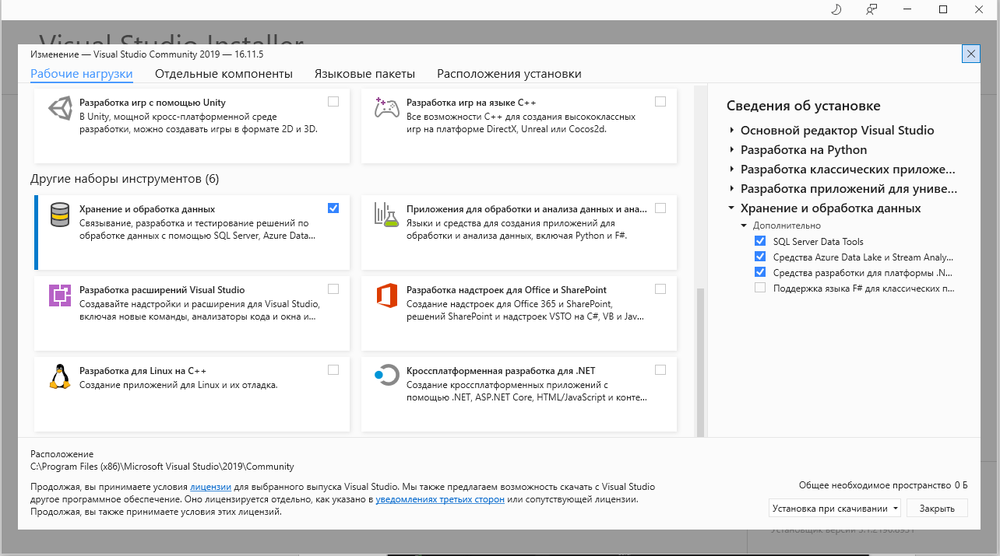 Visual Studio Installer
Изменение — Visual Studio Community 2019 — 16.11.5
Рабочие нагрузки
Отдельные компоненты
Языковые пакеты
Расположения установки
Разработка игр с помощью Unity
В Unity, мощной кросс-платформенной среде
разработки, можно создавать игры в формате 2D и 3D.
Разработка игр на языке C++
Все возможности C++ для создания высококлассных
игр на платформе DirectX, Unreal или Cocos2d.
Другие наборы инструментов (6)
Хранение и обработка данных
Связывание, разработка и тестирование решений по
обработке данных с помощью SQL Server, Azure Data...
Приложения для обработки и анализа данных и ана...
Языки и средства для создания приложений для
обработки и анализа данных, включая Python и F#.
Разработка расширений Visual Studio
Создавайте надстройки и расширения для Visual Studio,
включая новые команды, анализаторы кода и окна и...
Разработка надстроек для Office и SharePoint
Создание надстроек для Office 365 и SharePoint,
решений SharePoint и надстроек VSTO на C#, VB и Jav...
Разработка для Linux на C++
Создание приложений для Linux и их отладка.
Кроссплатформенная разработка для .NET
Создание кроссплатформенных приложений с
помощью .NET, ASP.NET Core, HTML/JavaScript и конте...
Сведения об установке
Основной редактор Visual Studio
Разработка на Python
Разработка классических приложе...
Разработка приложений для униве...
Хранение и обработка данных
Дополнительно
SQL Server Data Tools
Средства Azure Data Lake и Stream Analy...
Средства разработки для платформы .N...
Поддержка языка F# для классических п...
Расположение
C:\Program Files (x86)\Microsoft Visual Studio\2019\Community
Продолжая, вы принимаете условия лицензии для выбранного выпуска Visual Studio. Мы также предлагаем возможность скачать с Visual Studio
другое программное обеспечение. Оно лицензируется отдельно, как указано в уведомлениях третьих сторон или сопутствующей лицензии.
Продолжая, вы также принимаете условия этих лицензий.
Общее необходимое пространство 0 Б
Установка при скачивании
Закрыть
Установщик версии